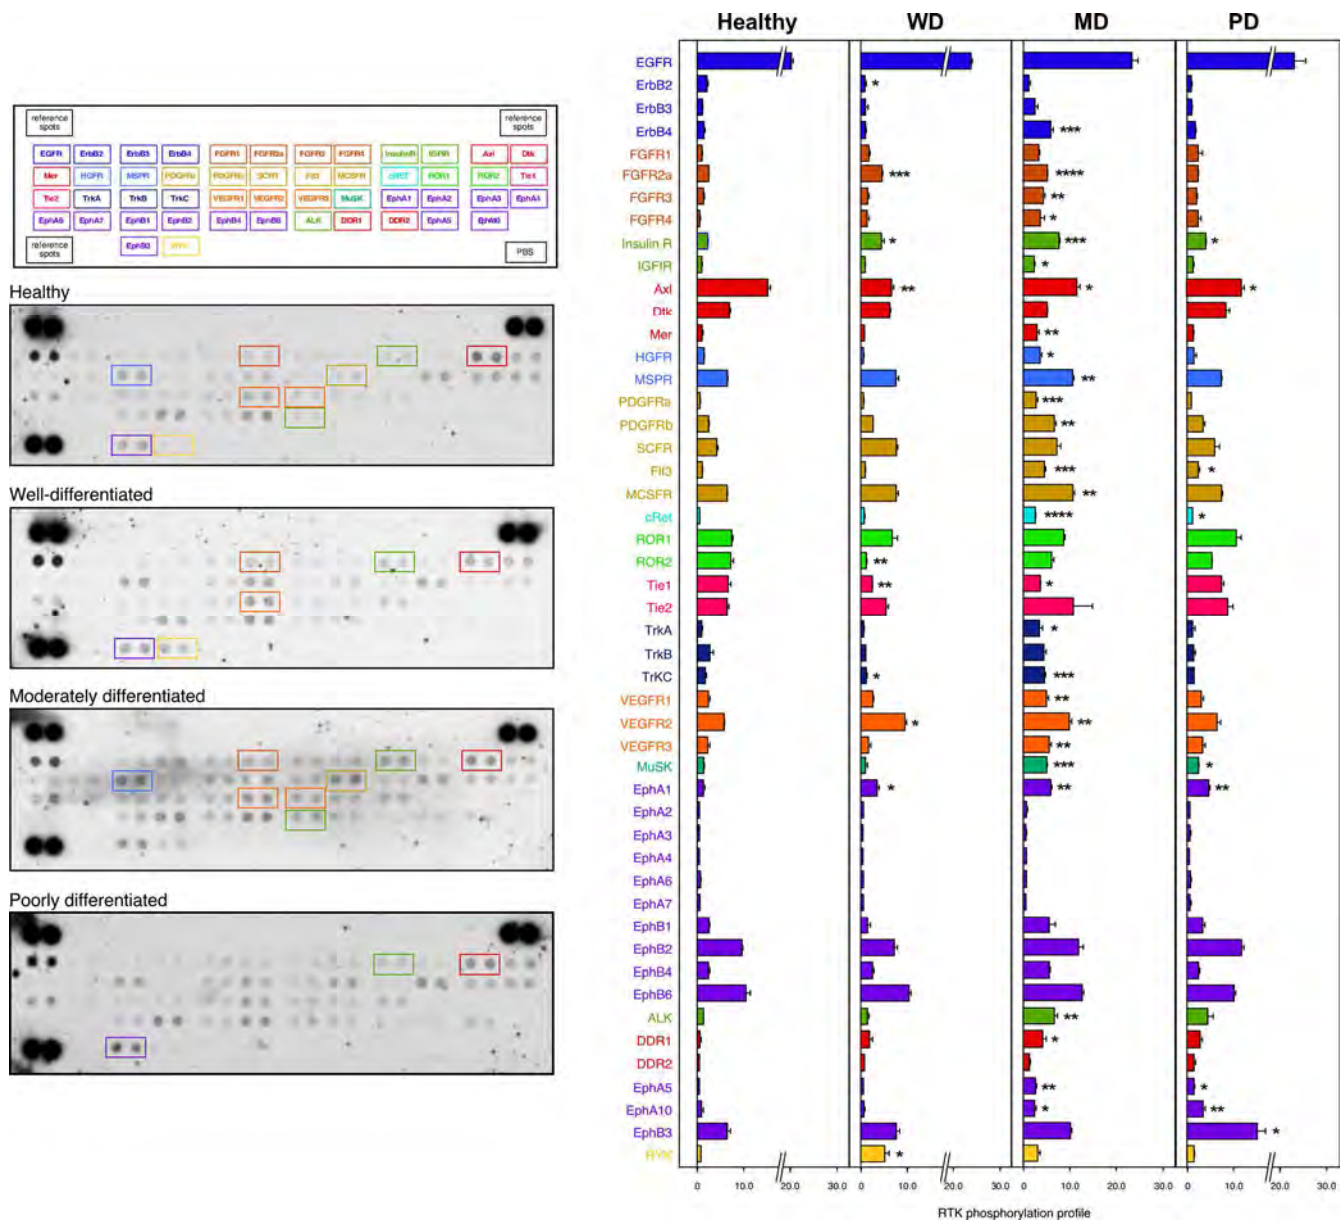 Healthy WD MD PD
reference spots reference spots
EGFR ErbB2 ErbB3 ErbB4 FGFR1 FGFR2a FGFR3 FGFR4 InsulinR IGFIR Axl Dtk
Mer HGFR MSPR PDGFRa PDGFRb SCFR Flt3 MCSFR cRET ROR1 ROR2 Tie1
Tie2 TrkA TrkB TrkC VEGFR1 VEGFR2 VEGFR3 MuSK EphA1 EphA2 EphA3 EphA4
EphA6 EphA7 EphB1 EphB2 EphB4 EphB6 ALK DDR1 DDR2 EphA5
reference spots EphB3 RYK PBS
Healthy
Well-differentiated
Moderately differentiated
Poorly differentiated
EGFR
ErbB2 *
ErbB3
ErbB4 ***
FGFR1
FGFR2a *** ****
FGFR3 **
FGFR4 *
Insulin R * *** *
IGFIR *
Axl ** * *
Dtk
Mer **
HGFR *
MSPR **
PDGFRa ***
PDGFRb **
SCFR
Flt3 *** *
MCSFR **
cRet **** *
ROR1
ROR2 **
Tie1 ** *
Tie2
TrkA *
TrkB
TrKC * ***
VEGFR1 **
VEGFR2 * **
VEGFR3 **
MuSK *** *
EphA1 * ** **
EphA2
EphA3
EphA4
EphA6
EphA7
EphB1
EphB2
EphB4
EphB6
ALK **
DDR1 *
DDR2
EphA5 ** *
EphA10 * **
EphB3 *
RYK *
0 10.0 20.0 30.0 0 10.0 20.0 30.0 0 10.0 20.0 30.0 0 10.0 20.0 30.0
RTK phosphorylation profile